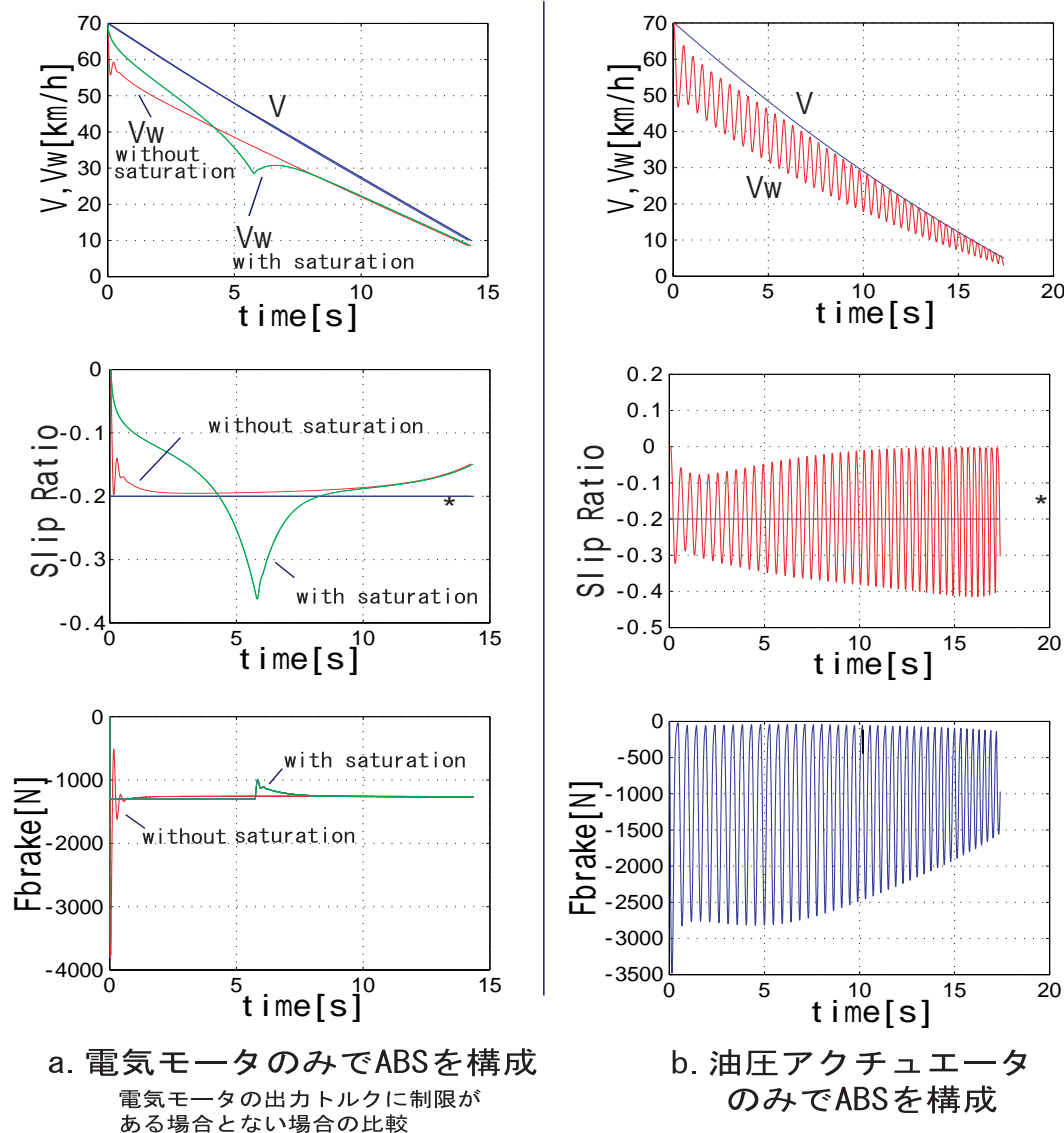 70
60
50
40
30
20
10
0
V,Vw[km/h]
V
Vw
without
saturation
Vw
with saturation
0
5
10
15
time[s]
0
-0.1
-0.2
-0.3
-0.4
Slip Ratio
without saturation
*
with saturation
0
5
10
15
time[s]
0
-1000
-2000
-3000
-4000
Fbrake[N]
with saturation
without saturation
0
5
10
15
time[s]
a. 電気モータのみでABSを構成
電気モータの出力トルクに制限が
ある場合とない場合の比較
70
60
50
40
30
20
10
0
V,Vw[km/h]
V
Vw
0
5
10
15
20
time[s]
0.2
0.1
0
-0.1
-0.2
-0.3
-0.4
-0.5
Slip Ratio
*
0
5
10
15
20
time[s]
0
-500
-1000
-1500
-2000
-2500
-3000
-3500
Fbrake[N]
0
5
10
15
20
time[s]
b. 油圧アクチュエータ
のみでABSを構成